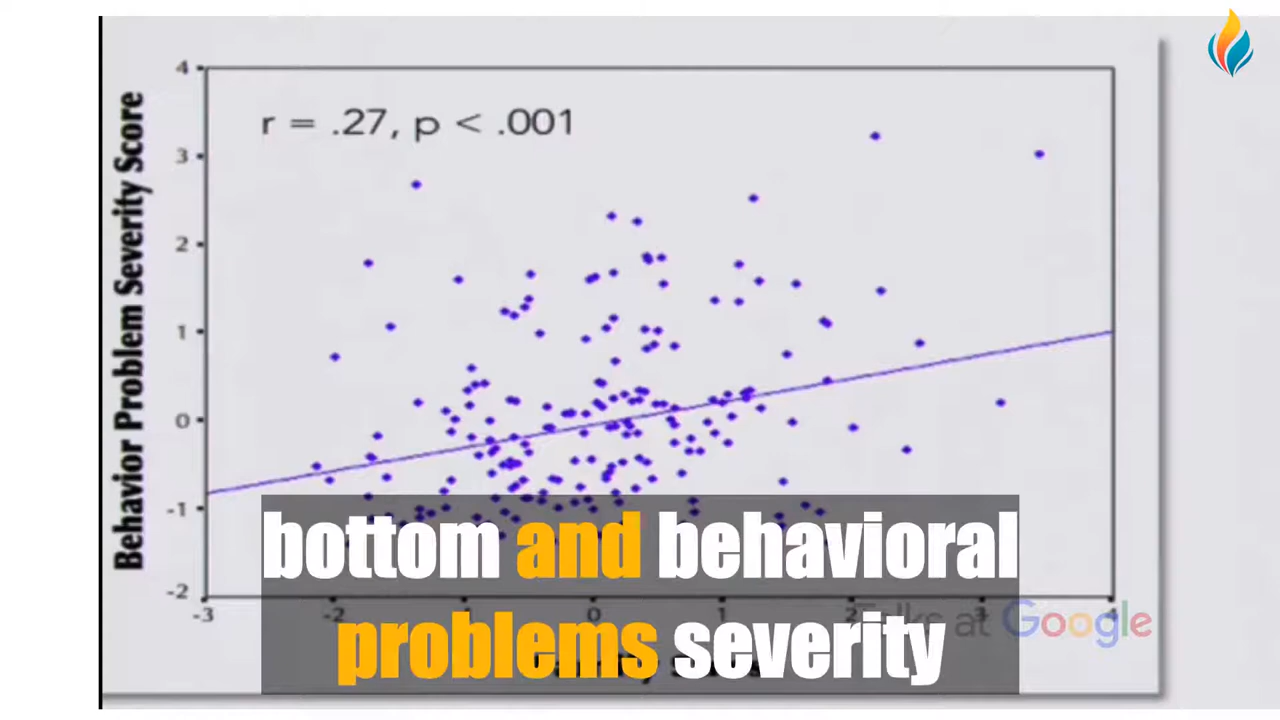 4
r = .27, p < .001
3
2
1
0
-1
-2
Behavior Problem Severity Score
-3 -2 -1 0 1 2 3 4
at Google
bottom and behavioral
problems severity